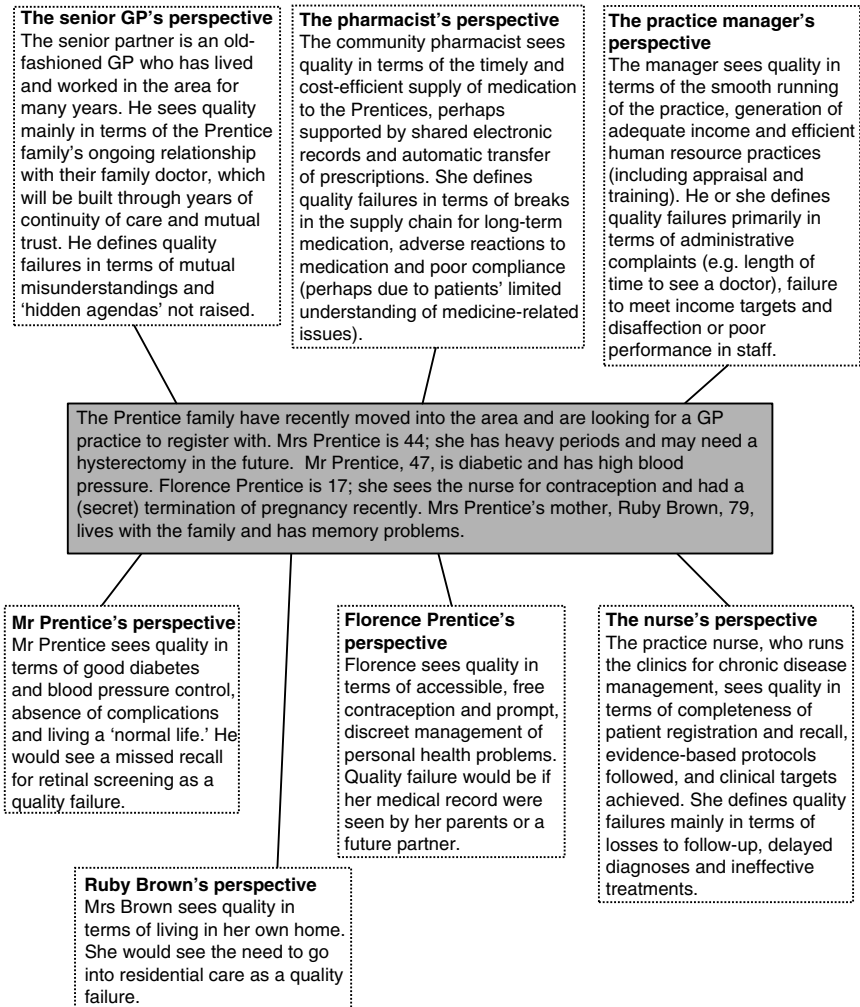 The senior GP's perspective
The senior partner is an old-
fashioned GP who has lived
and worked in the area for
many years. He sees quality
mainly in terms of the Prentice
family's ongoing relationship
with their family doctor, which
will be built through years of
continuity of care and mutual
trust. He defines quality
failures in terms of mutual
misunderstandings and
‘hidden agendas’ not raised.
The pharmacist's perspective
The community pharmacist sees
quality in terms of the timely and
cost-efficient supply of medication
to the Prentices, perhaps
supported by shared electronic
records and automatic transfer
of prescriptions. She defines
quality failures in terms of breaks
in the supply chain for long-term
medication, adverse reactions to
medication and poor compliance
(perhaps due to patients' limited
understanding of medicine-related
issues).
The practice manager's
perspective
The manager sees quality in
terms of the smooth running
of the practice, generation of
adequate income and efficient
human resource practices
(including appraisal and
training). He or she defines
quality failures primarily in
terms of administrative
complaints (e.g. length of
time to see a doctor), failure
to meet income targets and
disaffection or poor
performance in staff.
The Prentice family have recently moved into the area and are looking for a GP
practice to register with. Mrs Prentice is 44; she has heavy periods and may need a
hysterectomy in the future. Mr Prentice, 47, is diabetic and has high blood
pressure. Florence Prentice is 17; she sees the nurse for contraception and had a
(secret) termination of pregnancy recently. Mrs Prentice's mother, Ruby Brown, 79,
lives with the family and has memory problems.
Mr Prentice's perspective
Mr Prentice sees quality in
terms of good diabetes
and blood pressure control,
absence of complications
and living a ‘normal life.’ He
would see a missed recall
for retinal screening as a
quality failure.
Florence Prentice's
perspective
Florence sees quality in
terms of accessible, free
contraception and prompt,
discreet management of
personal health problems.
Quality failure would be if
her medical record were
seen by her parents or a
future partner.
The nurse's perspective
The practice nurse, who runs
the clinics for chronic disease
management, sees quality in
terms of completeness of
patient registration and recall,
evidence-based protocols
followed, and clinical targets
achieved. She defines quality
failures mainly in terms of
losses to follow-up, delayed
diagnoses and ineffective
treatments.
Ruby Brown's perspective
Mrs Brown sees quality in
terms of living in her own home.
She would see the need to go
into residential care as a quality
failure.